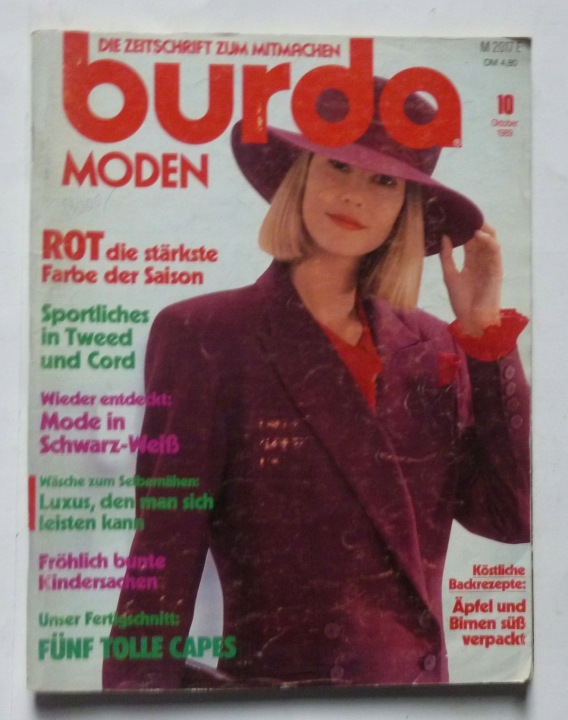 DIE ZEITSCHRIFT ZUM MITMACHEN
burda
MODEN
M 2017 E
DM 4,80
10
Oktober
1989
ROT die stärkste
Farbe der Saison
Sportliches
in Tweed
und Cord
Wieder entdeckt:
Mode in
Schwarz-Weiß
Wäsche zum Selbernähen:
Luxus, den man sich
leisten kann
Fröhlich bunte
Kindersachen
Unser Fertigschnitt:
FÜNF TOLLE CAPES
Köstliche
Backrezepte:
Äpfel und
Birnen süß
verpackt